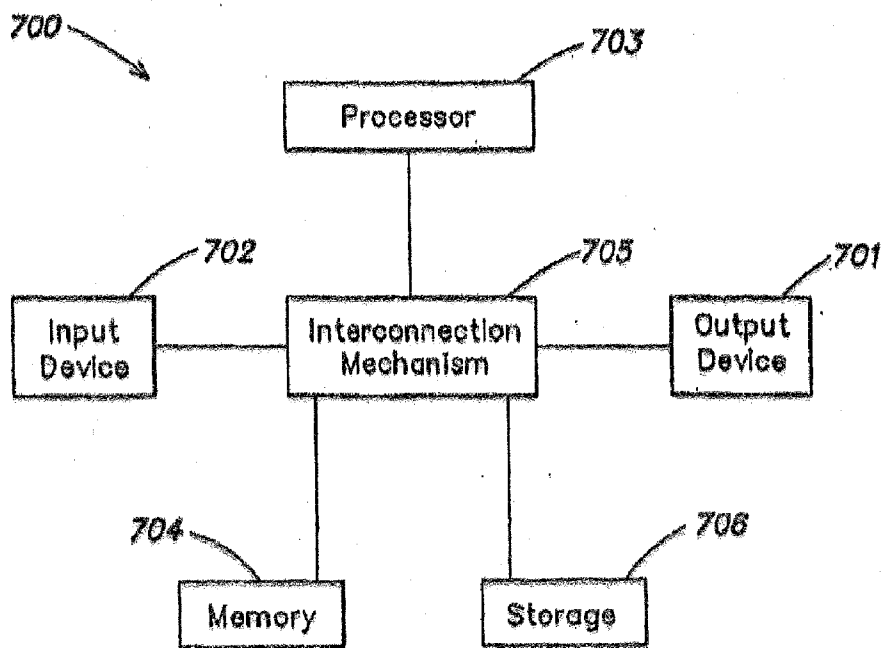 700
703
Processor
702
705
701
Input
Device
Interconnection
Mechanism
Output
Device
704
706
Memory
Storage